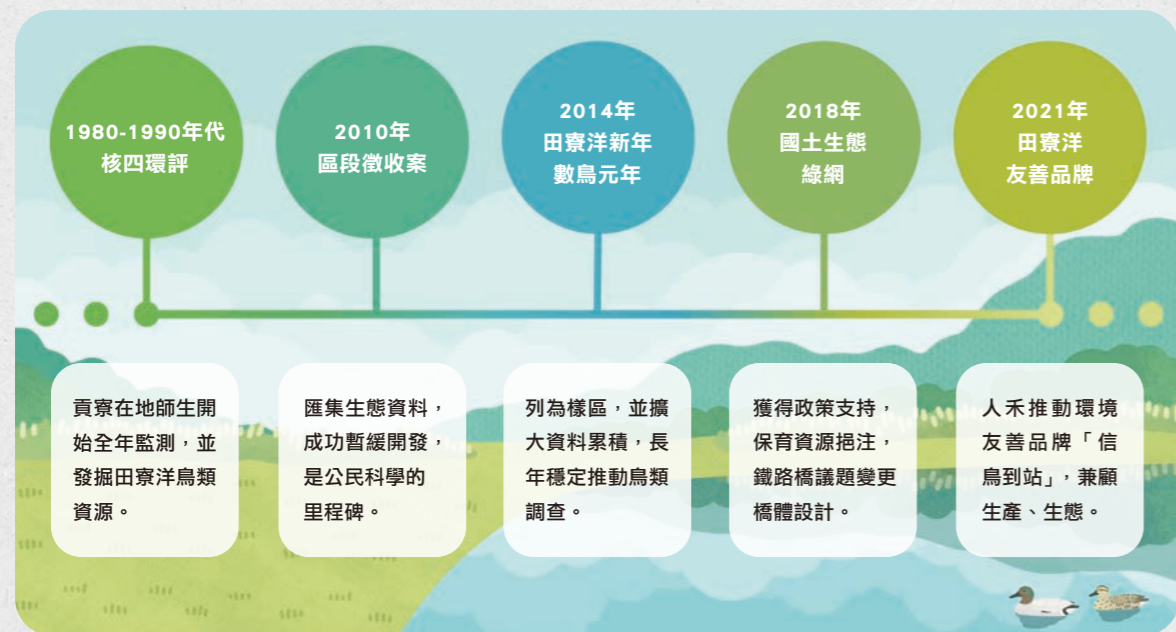 1980-1990年代
核四環評
2010年
區段徵收案
2014年
田寮洋新年
數鳥元年
2018年
國土生態
綠網
2021年
田寮洋
友善品牌
貢寮在地師生開
始全年監測，並
發掘田寮洋鳥類
資源。
匯集生態資料，
成功暫緩開發，
是公民科學的
里程碑。
列為樣區，並擴
大資料累積，長
年穩定推動鳥類
調查。
獲得政策支持，
保育資源挹注，
鐵路橋議題變更
橋體設計。
人禾推動環境
友善品牌「信
鳥到站」，兼顧
生產、生態。